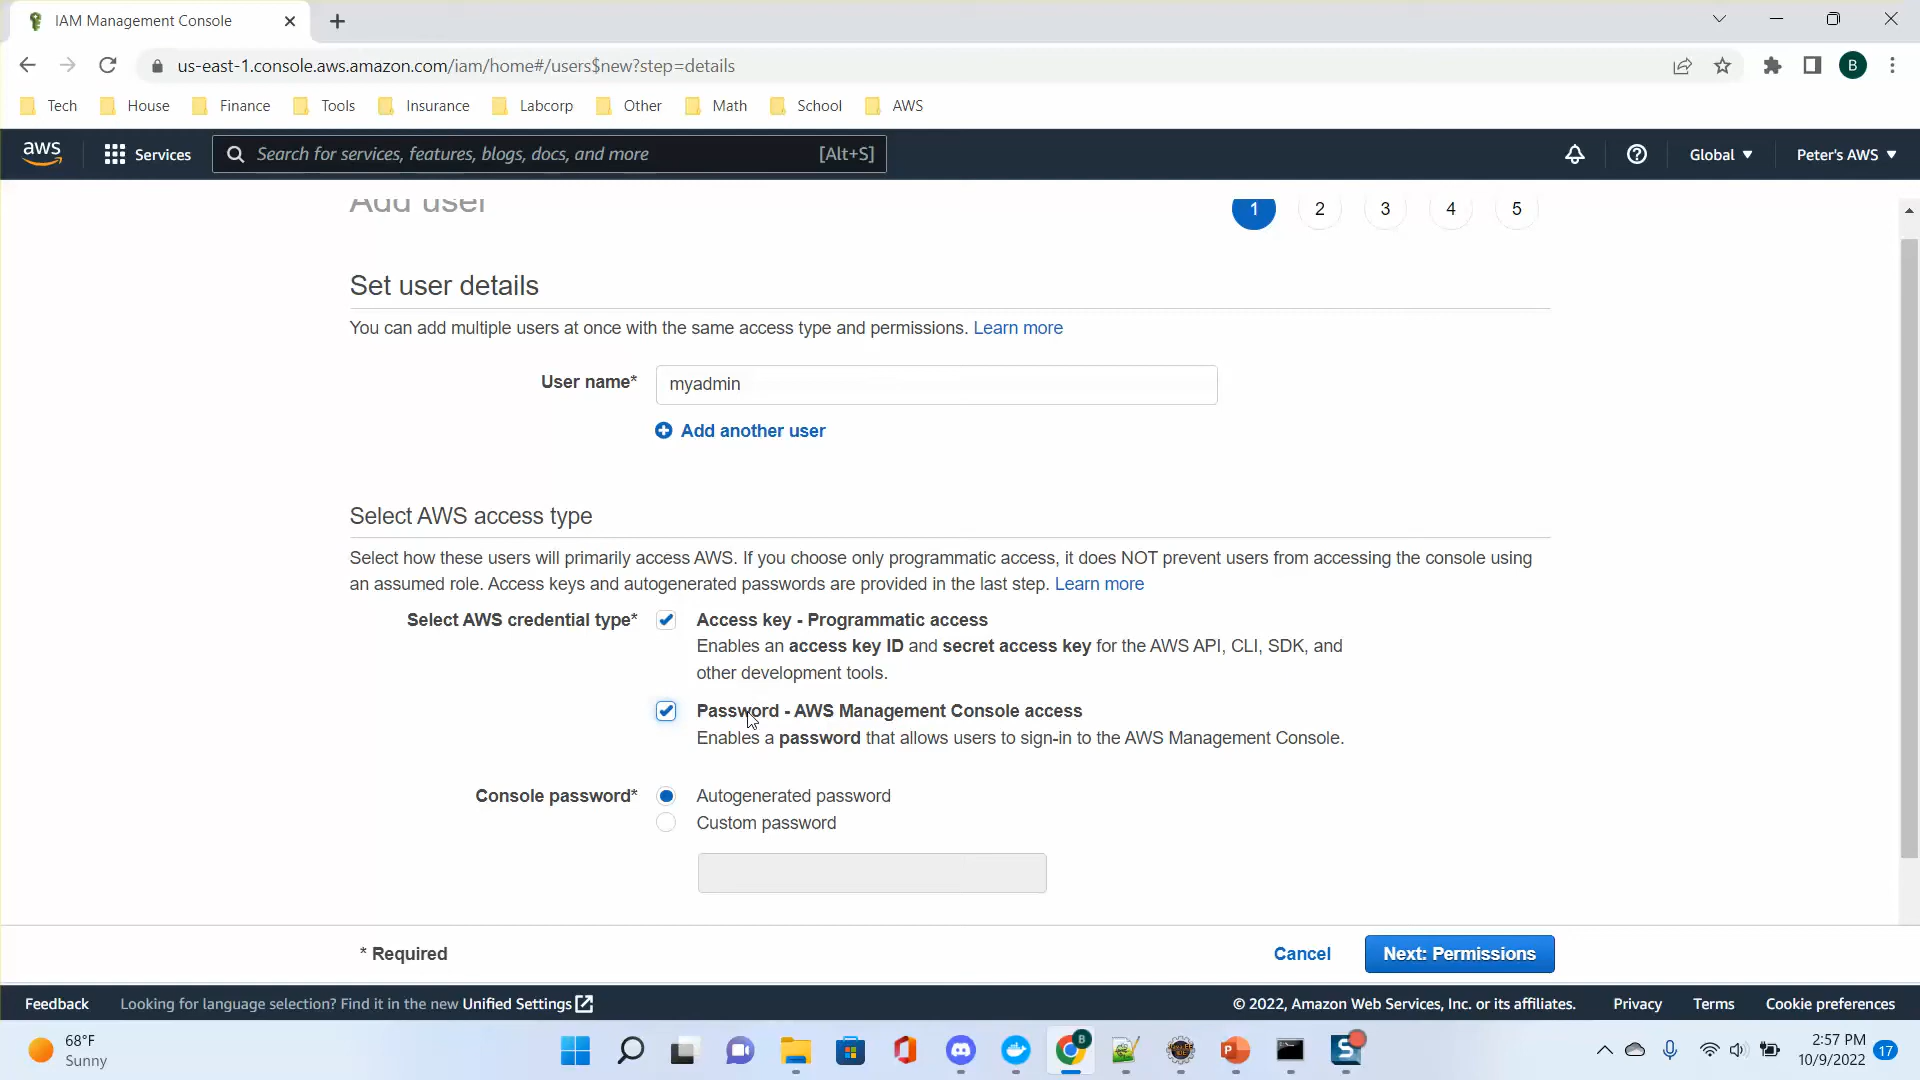 IAM Management Console
us-east-1.console.aws.amazon.com/iam/home#/users$new?step=details
B
Tech House Finance Tools Insurance Labcorp Other Math School AWS
aws Services Search for services, features, blogs, docs, and more [Alt+S] Global Peter's AWS
Add user 1 2 3 4 5
Set user details
You can add multiple users at once with the same access type and permissions. Learn more
User name* myadmin
Add another user
Select AWS access type
Select how these users will primarily access AWS. If you choose only programmatic access, it does NOT prevent users from accessing the console using
an assumed role. Access keys and autogenerated passwords are provided in the last step. Learn more
Select AWS credential type* Access key - Programmatic access
Enables an access key ID and secret access key for the AWS API, CLI, SDK, and
other development tools.
Password - AWS Management Console access
Enables a password that allows users to sign-in to the AWS Management Console.
Console password* Autogenerated password
Custom password
* Required Cancel Next: Permissions
Feedback Looking for language selection? Find it in the new Unified Settings © 2022, Amazon Web Services, Inc. or its affiliates. Privacy Terms Cookie preferences
68°F
Sunny
2:57 PM
10/9/2022
17